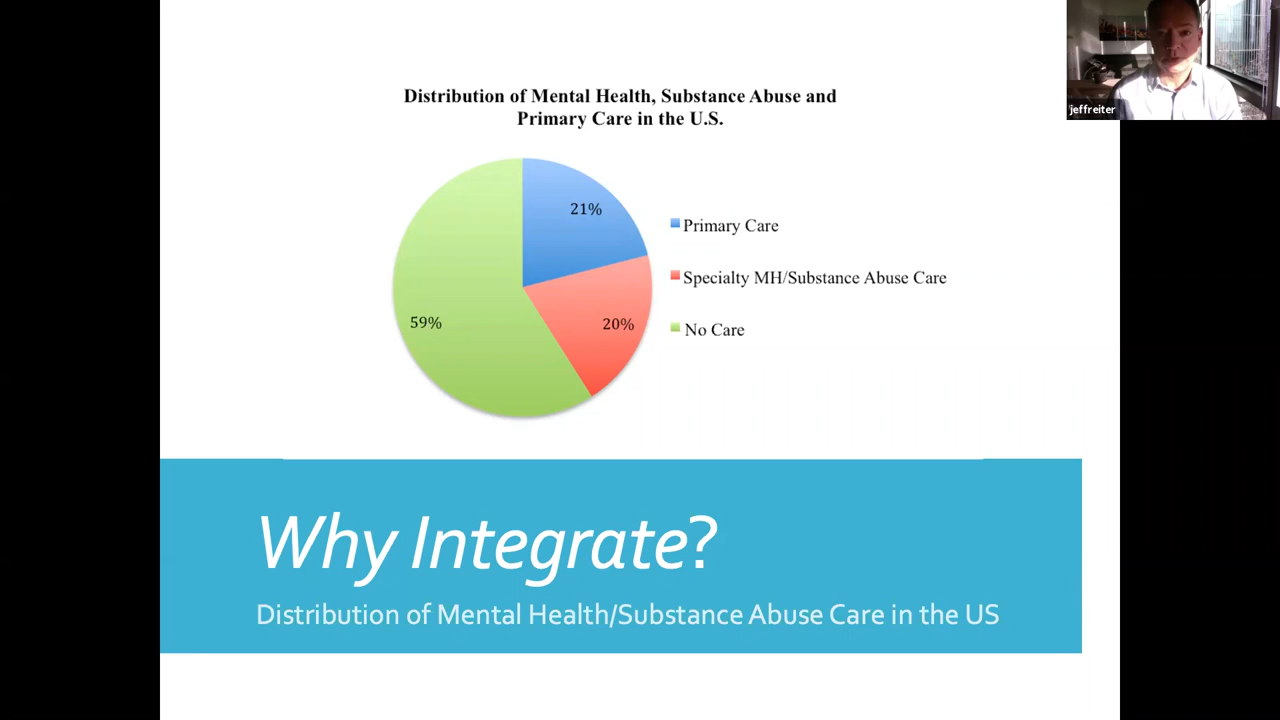 jeffreiter
Distribution of Mental Health, Substance Abuse and
Primary Care in the U.S.
21%
20%
59%
Primary Care
Specialty MH/Substance Abuse Care
No Care
Why Integrate?
Distribution of Mental Health/Substance Abuse Care in the US